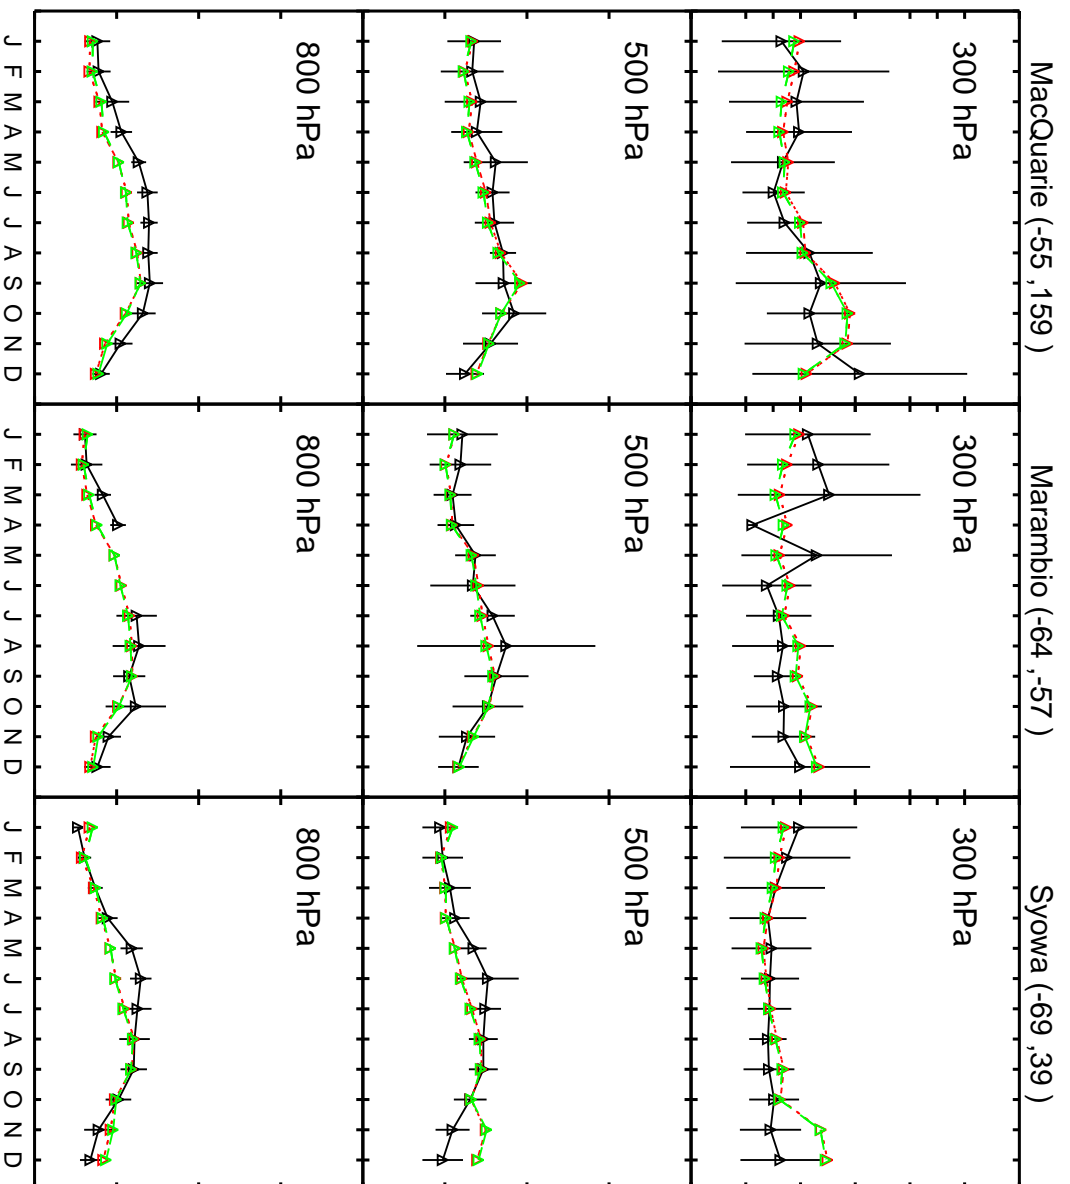 MacQuarie (-55 ,159 )
Marambio (-64 ,-57 )
Syowa (-69 ,39 )
300 hPa
300 hPa
300 hPa
500 hPa
500 hPa
500 hPa
800 hPa
800 hPa
800 hPa
J F M A M J J A S O N D
J F M A M J J A S O N D
J F M A M J J A S O N D